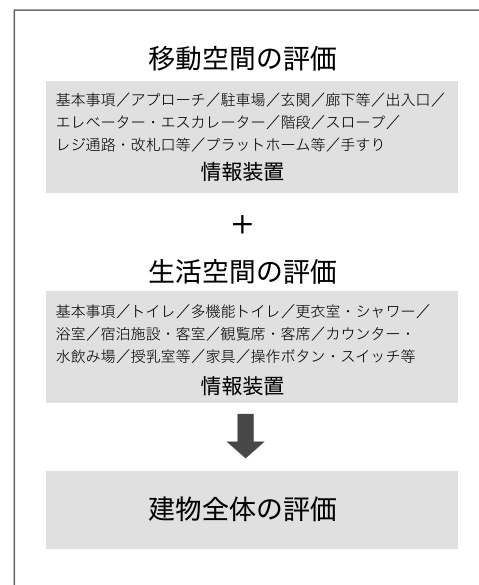 移動空間の評価
基本事項／アプローチ／駐車場／玄関／廊下等／出入口／
エレベーター・エスカレーター／階段／スロープ／
レジ通路・改札口等／プラットホーム等／手すり
情報装置
＋
生活空間の評価
基本事項／トイレ／多機能トイレ／更衣室・シャワー／
浴室／宿泊施設・客室／観覧席・客席／カウンター・
水飲み場／授乳室等／家具／操作ボタン・スイッチ等
情報装置
建物全体の評価